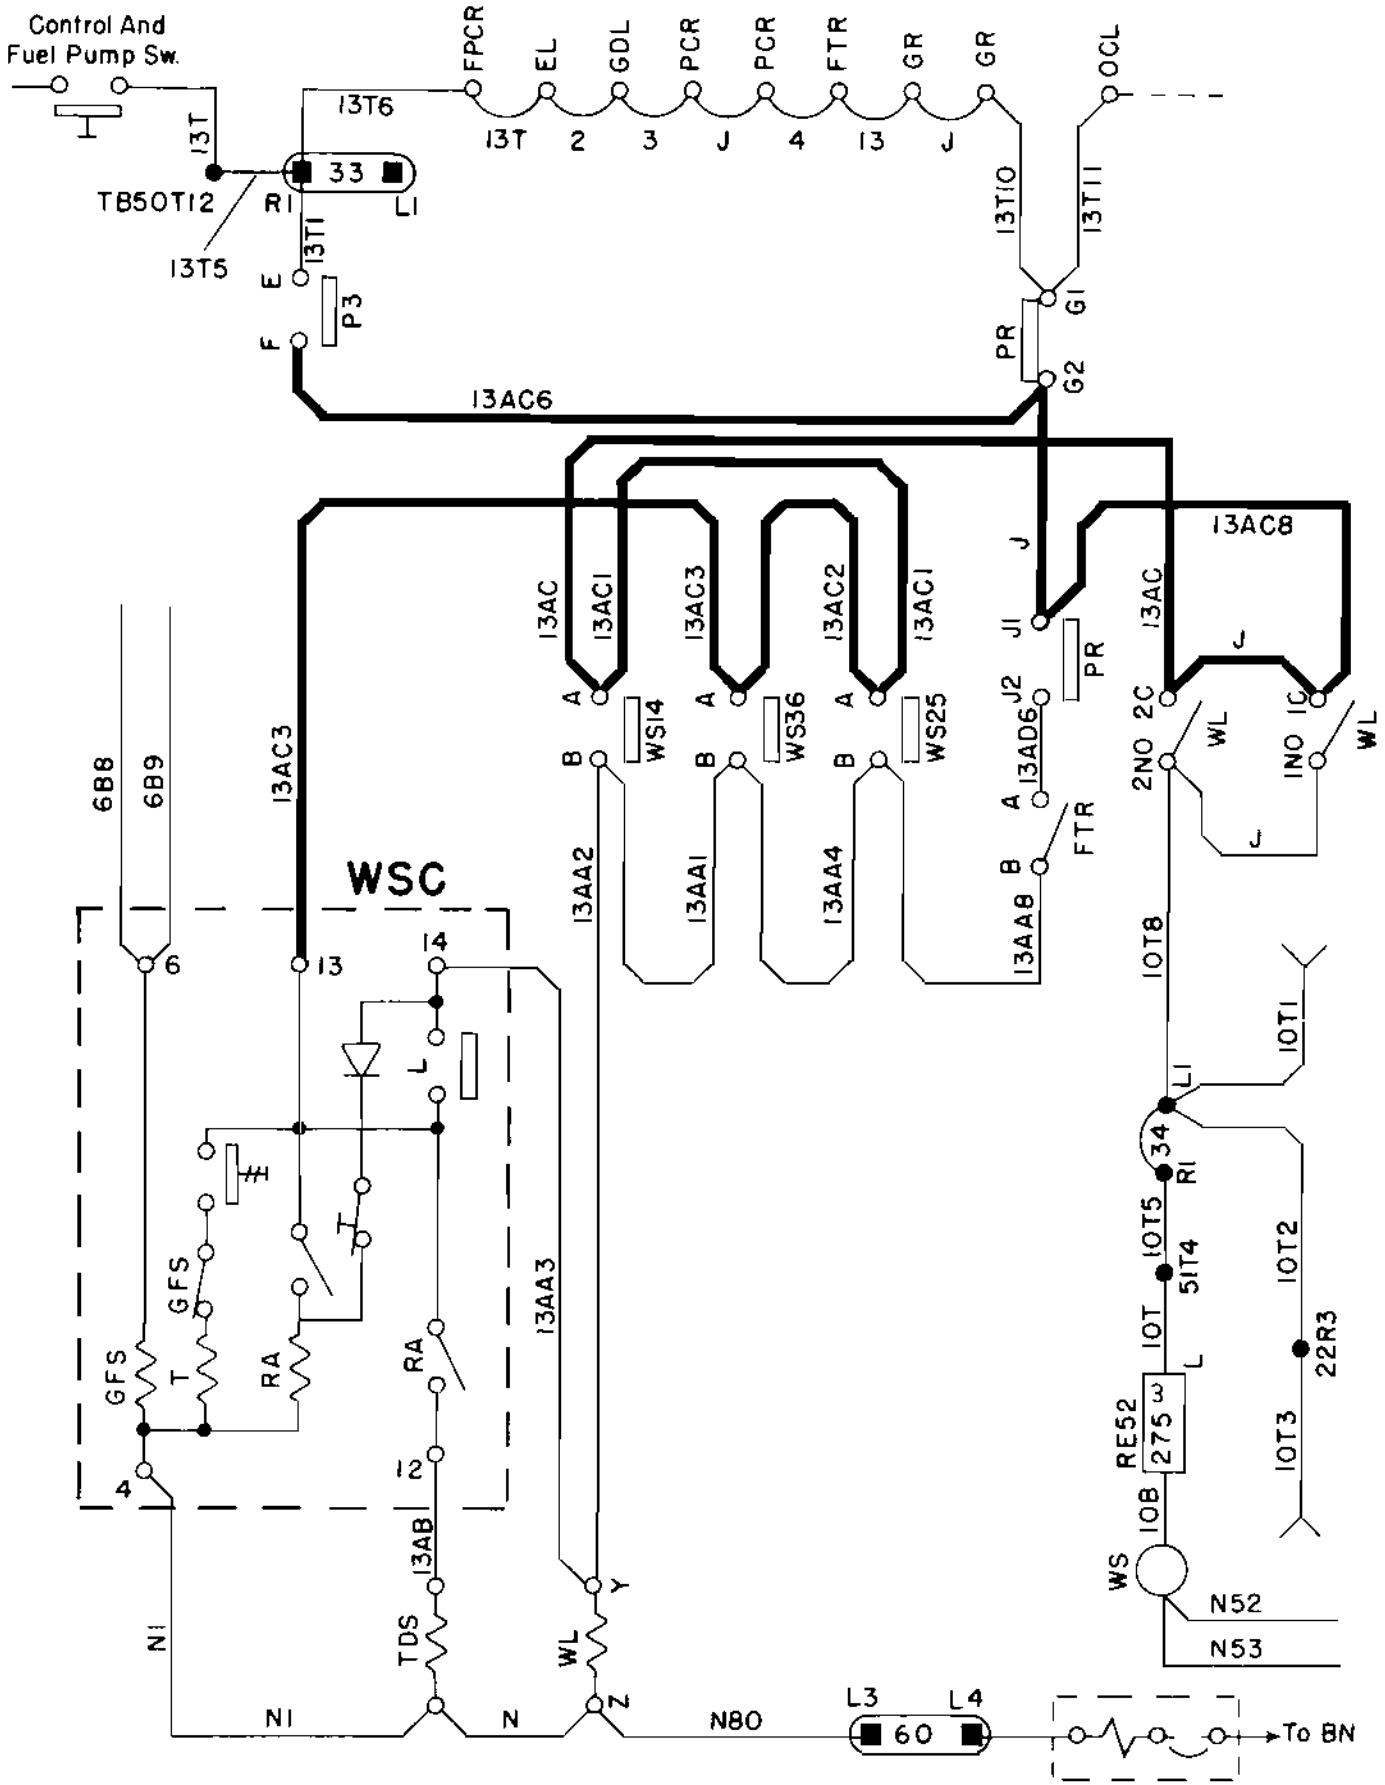 Control And
Fuel Pump Sw.
FPCR
EL
GDL
PCR
PCR
FTR
GR
GR
OCL
13T6
13T
2
3
J
4
13
J
13T
33
TB50T12
R1
L1
13T5
13T1
13T10
13T11
E
P3
F
G1
PR
G2
13AC6
13AC8
J
13AC
13AC1
13AC3
13AC2
13AC1
13AC
J
J1
PR
J2
A
WS14
B
A
WS36
B
A
WS25
B
2C
WL
2NO
1C
WL
1NO
J
13AD6
A
FTR
B
6B8
6B9
13AC3
WSC
13AA2
13AA1
13AA4
13AA8
10T8
6
13
14
L
10T1
L1
34
R1
10T5
51T4
10T2
T
GFS
13AA3
10T
22R3
GFS
T
RA
RA
L
3
275
RE52
10T3
4
12
13AB
10B
WS
N52
N53
Y
N1
TDS
WL
Z
N1
N
N80
L3
L4
60
To BN